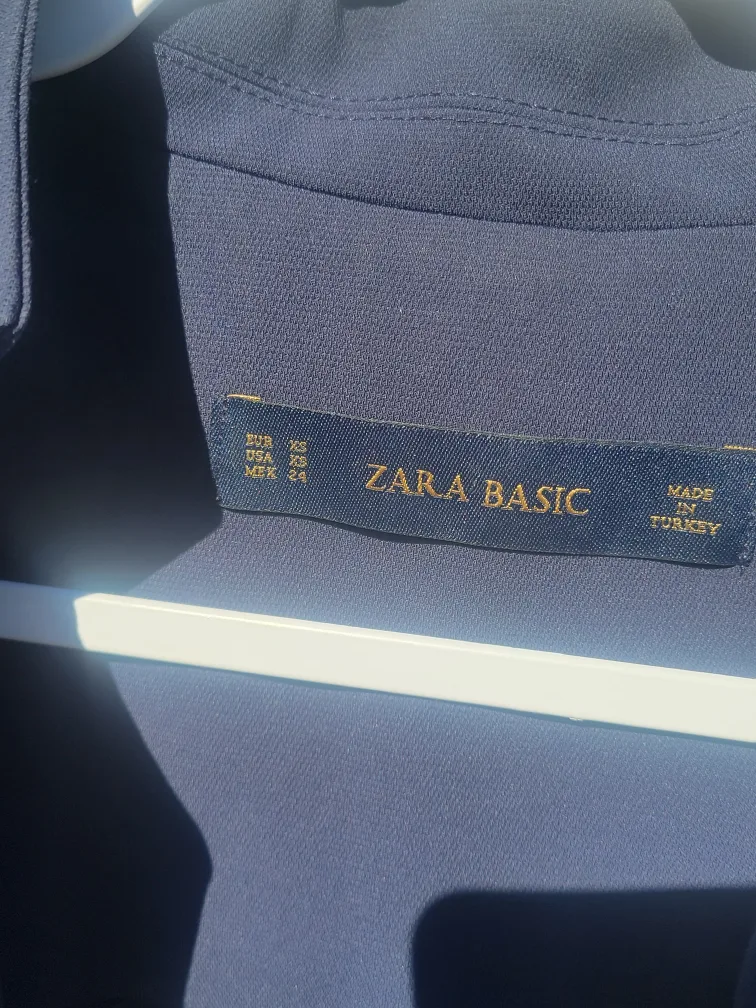 EUR XS
USA XS
MEX 24
ZARA BASIC
MADE
IN
TURKEY